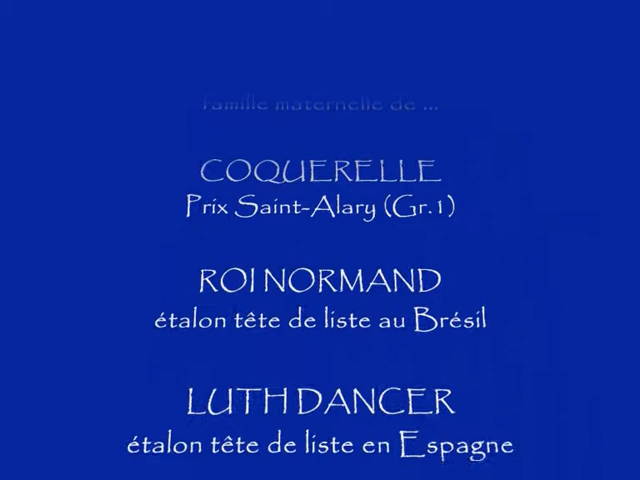 famille maternelle de ...
COQUERELLE
Prix Saint-Alary (Gr.1)
ROI NORMAND
étalon tête de liste au Brésil
LUTH DANCER
étalon tête de liste en Espagne